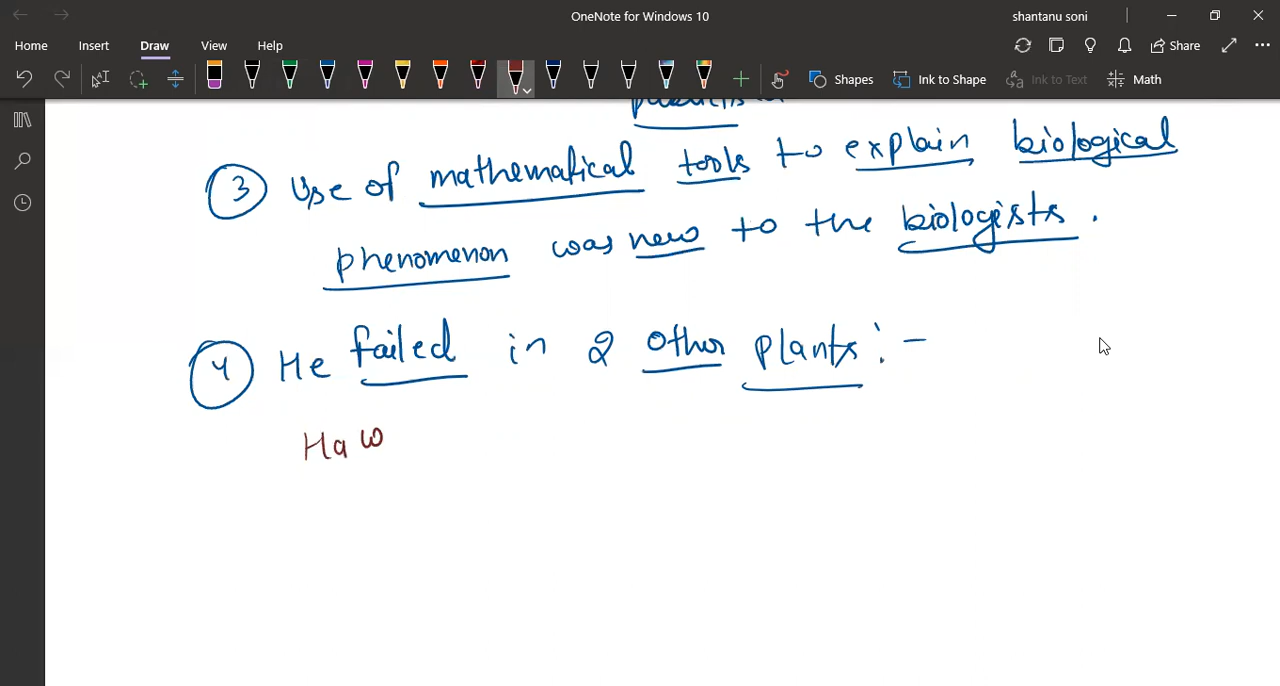 OneNote for Windows 10
shantanu soni
Home Insert Draw View Help
Share
Shapes Ink to Shape Ink to Text Math
③ Use of mathematical tools to explain biological
phenomenon was new to the biologists.
④ He failed in 2 other plants :-
Haw